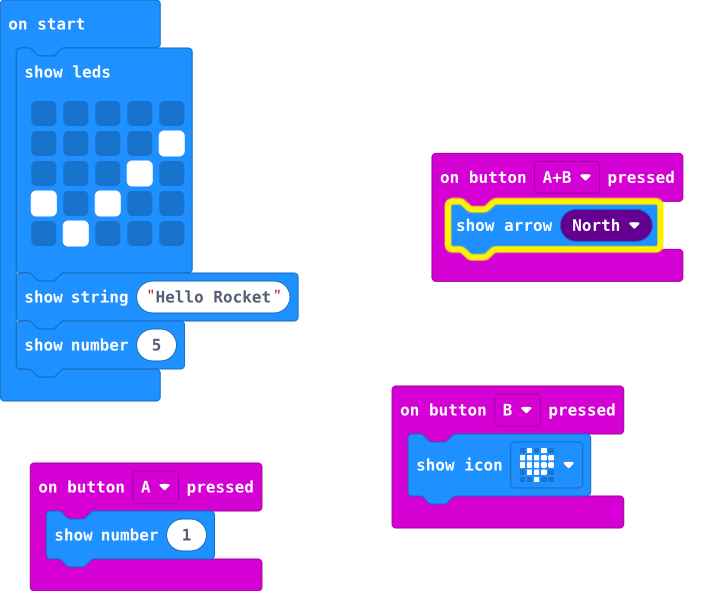 on start
show leds
show string "Hello Rocket"
show number 5
on button A+B pressed
show arrow North
on button B pressed
show icon
on button A pressed
show number 1